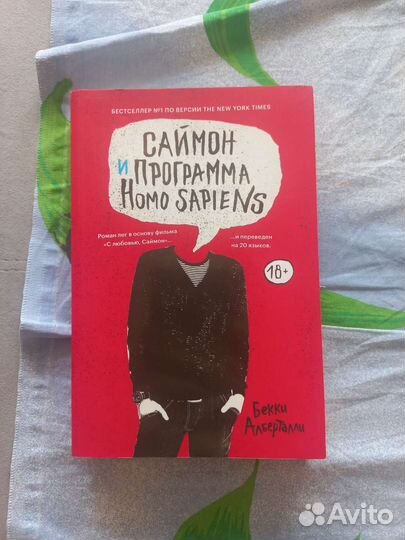 БЕСТСЕЛЛЕР №1 ПО ВЕРСИИ THE NEW YORK TIMES
САЙМОН
И ПРОГРАММА
HOMO SAPIENS
Роман лег в основу фильма
«С любовью, Саймон»...
...и переведен
на 20 языков.
18+
БЕККИ
АЛБЕРТАЛЛИ
Avito